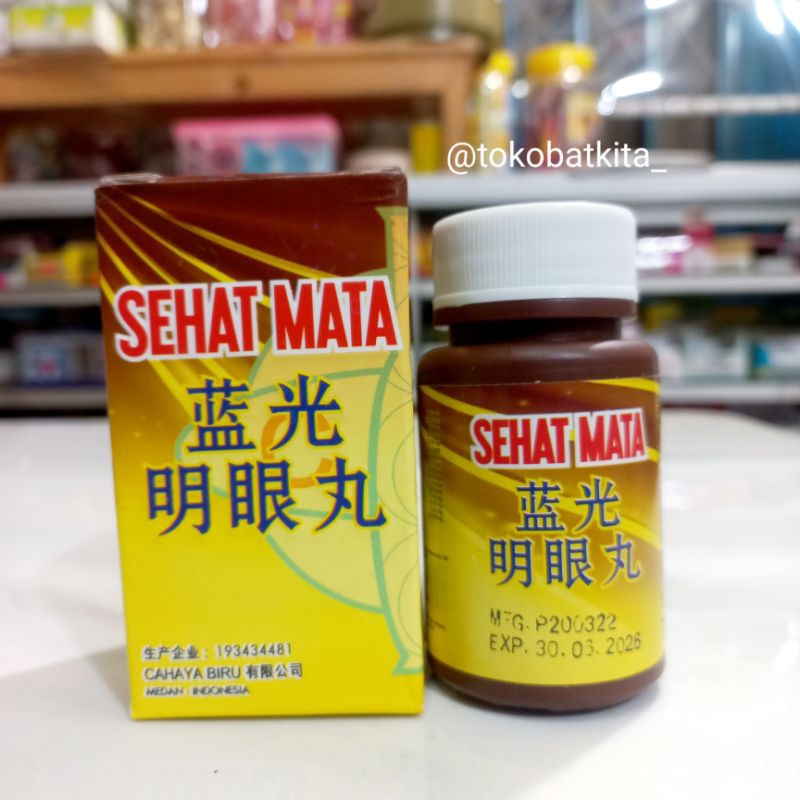 @tokobatkita_
SEHAT MATA
蓝光
明眼丸
生产企业：193434481
CAHAYA BIRU 有限公司
MEDAN - INDONESIA
SEHAT MATA
蓝光
明眼丸
MFG. P200322
EXP. 30. 03. 2026